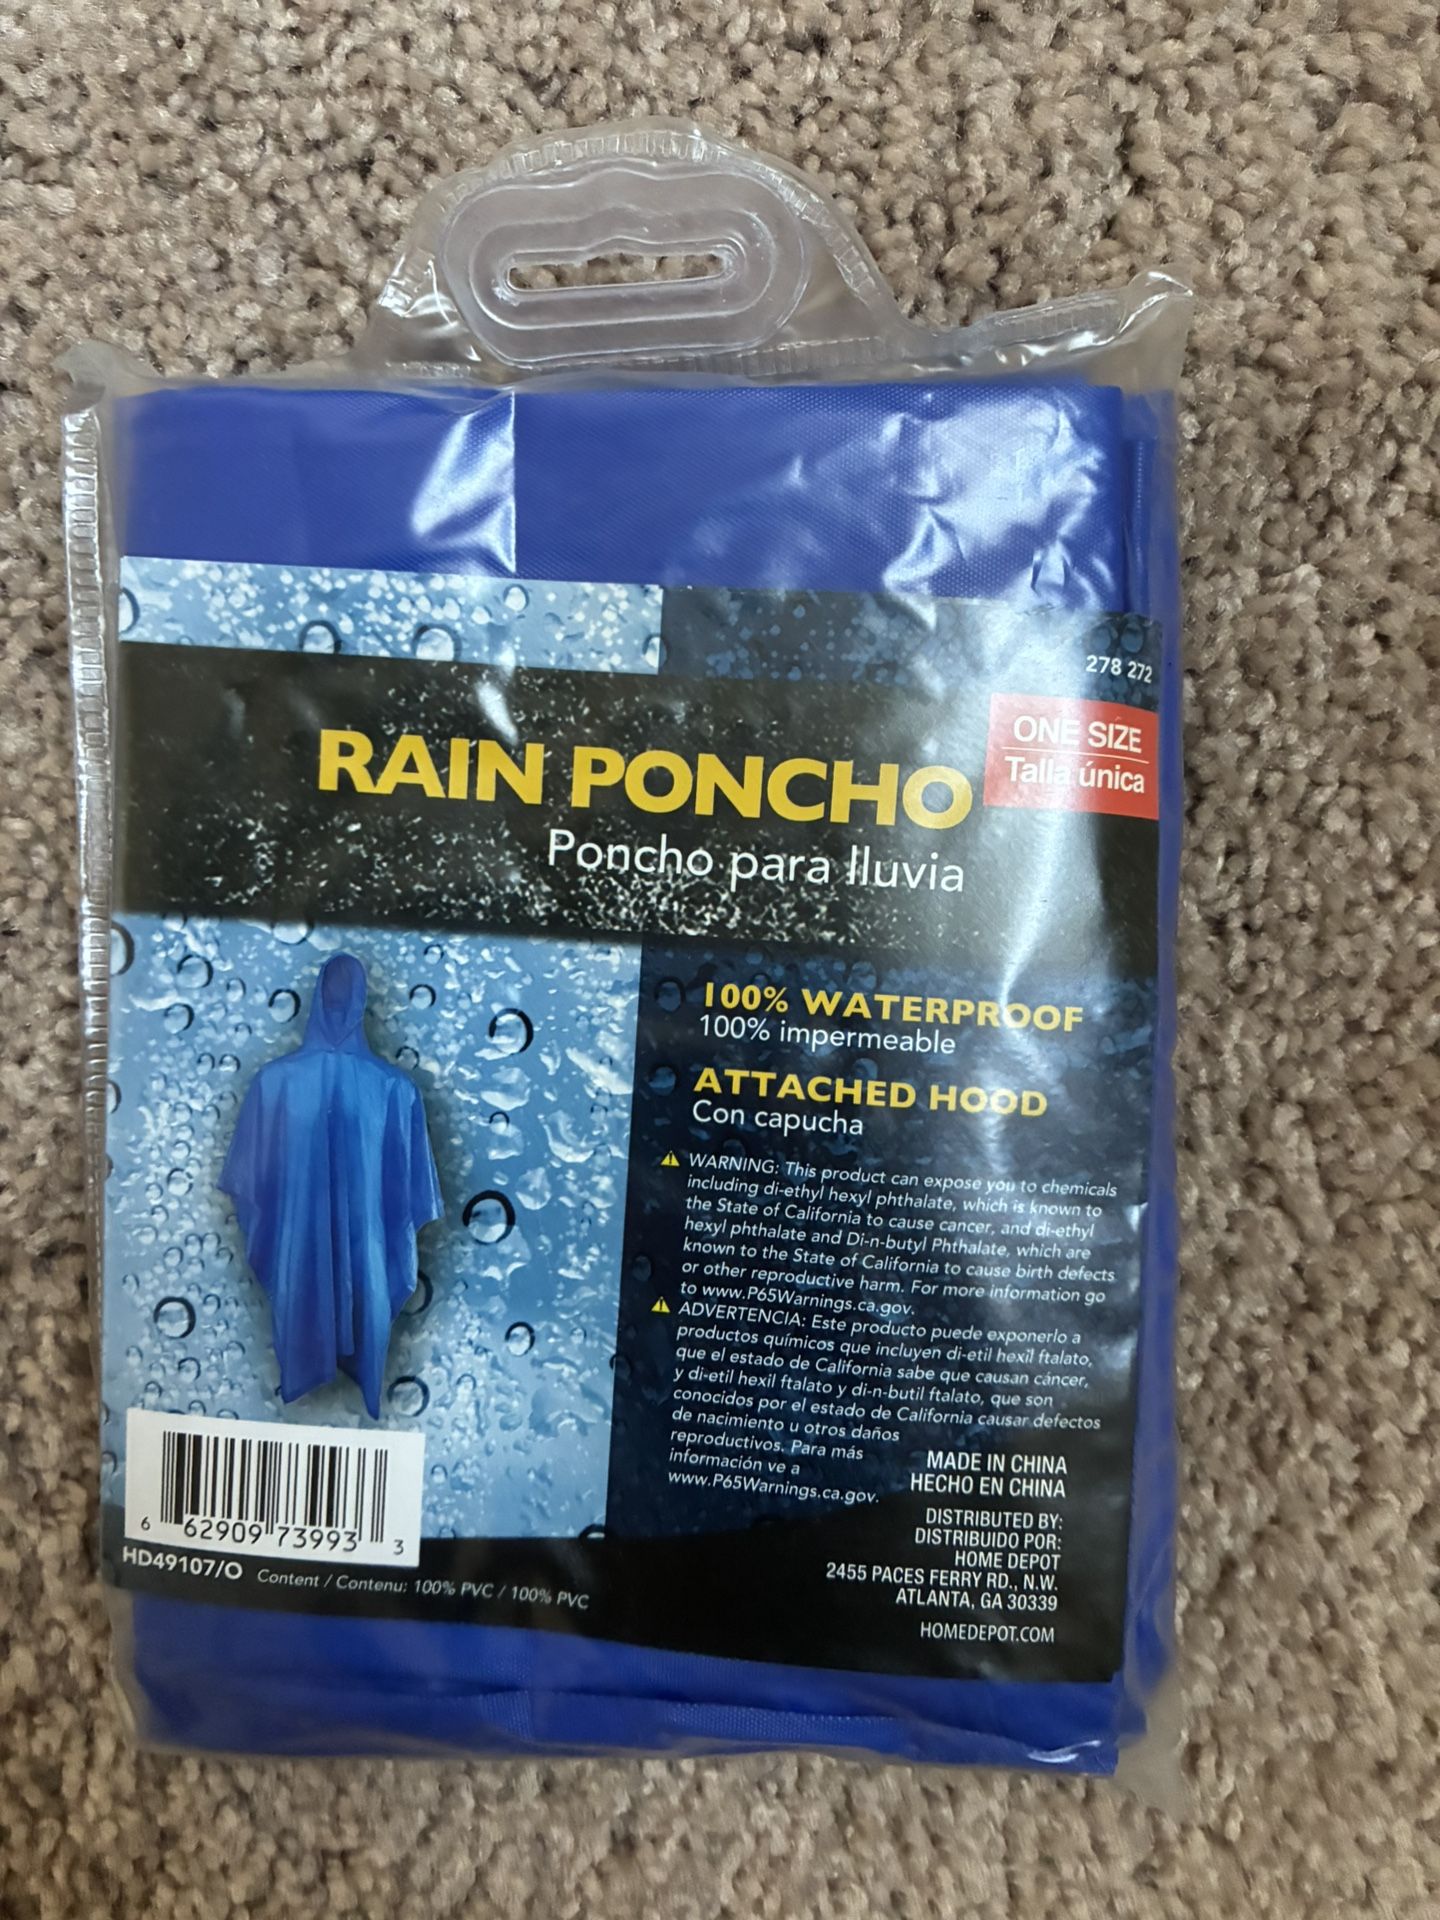 278 272
ONE SIZE
Talla única
RAIN PONCHO
Poncho para lluvia
100% WATERPROOF
100% impermeable
ATTACHED HOOD
Con capucha
WARNING: This product can expose you to chemicals
including di-ethyl hexyl phthalate, which is known to
the State of California to cause cancer, and di-ethyl
hexyl phthalate and Di-n-butyl Phthalate, which are
known to the State of California to cause birth defects
or other reproductive harm. For more information go
to www.P65Warnings.ca.gov.
ADVERTENCIA: Este producto puede exponerlo a
productos químicos que incluyen di-etil hexil ftalato,
que el estado de California sabe que causan cáncer,
y di-etil hexil ftalato y di-n-butil ftalato, que son
conocidos por el estado de California causar defectos
de nacimiento u otros daños
reproductivos. Para más
información ve a
www.P65Warnings.ca.gov.
MADE IN CHINA
HECHO EN CHINA
DISTRIBUTED BY:
DISTRIBUIDO POR:
HOME DEPOT
2455 PACES FERRY RD., N.W.
ATLANTA, GA 30339
HOMEDEPOT.COM
6 62909 73993 3
HD49107/O Content / Contenu: 100% PVC / 100% PVC